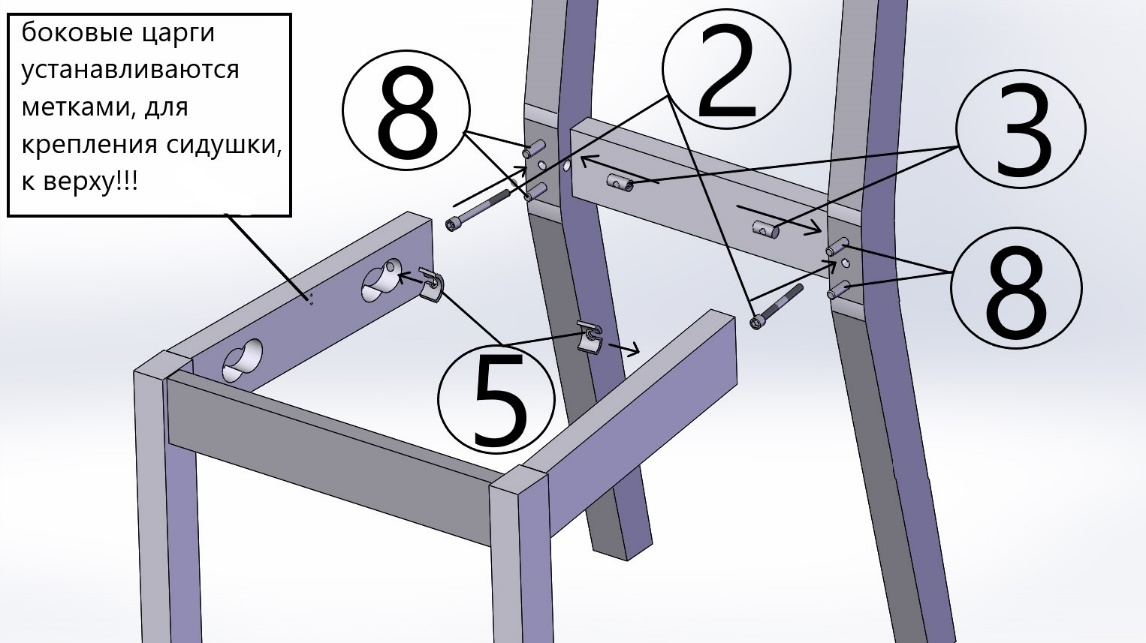 боковые царги
устанавливаются
метками, для
крепления сидушки,
к верху!!!
8
2
3
8
5